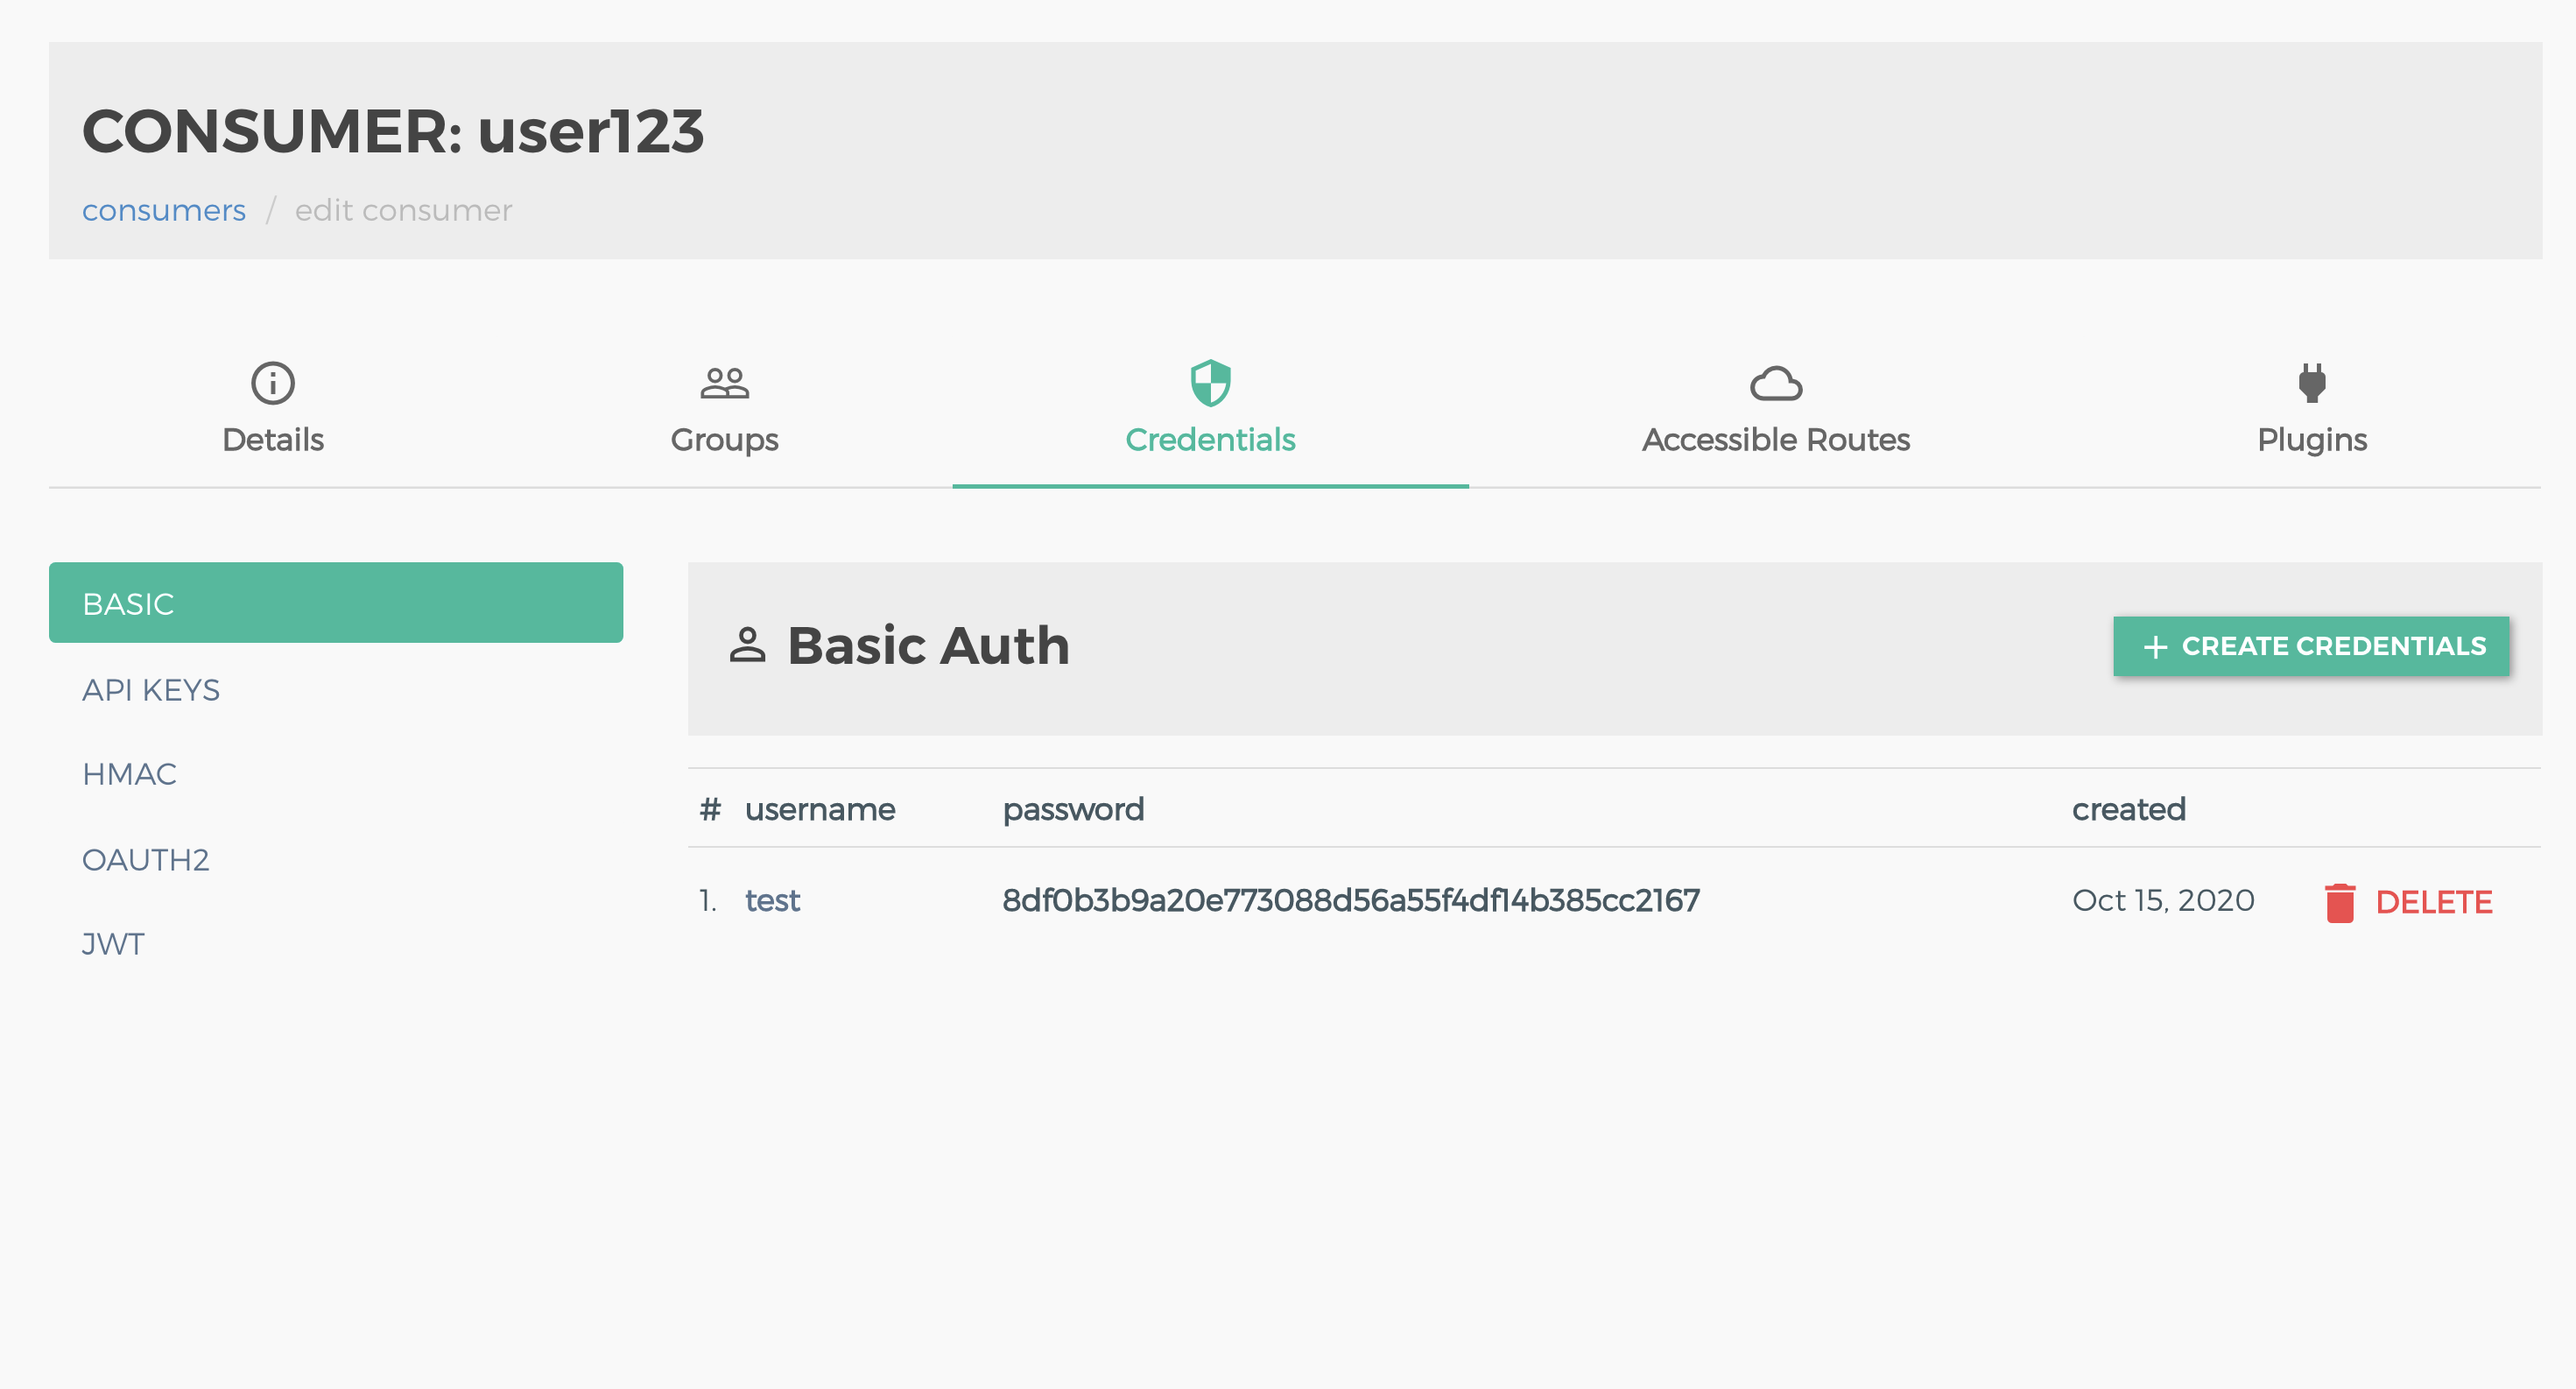 CONSUMER: user123
consumers / edit consumer
Details Groups Credentials Accessible Routes Plugins
BASIC
API KEYS
HMAC
OAUTH2
JWT
Basic Auth
CREATE CREDENTIALS
# username password created
1. test 8df0b3b9a20e773088d56a55f4df14b385cc2167 Oct 15, 2020 DELETE